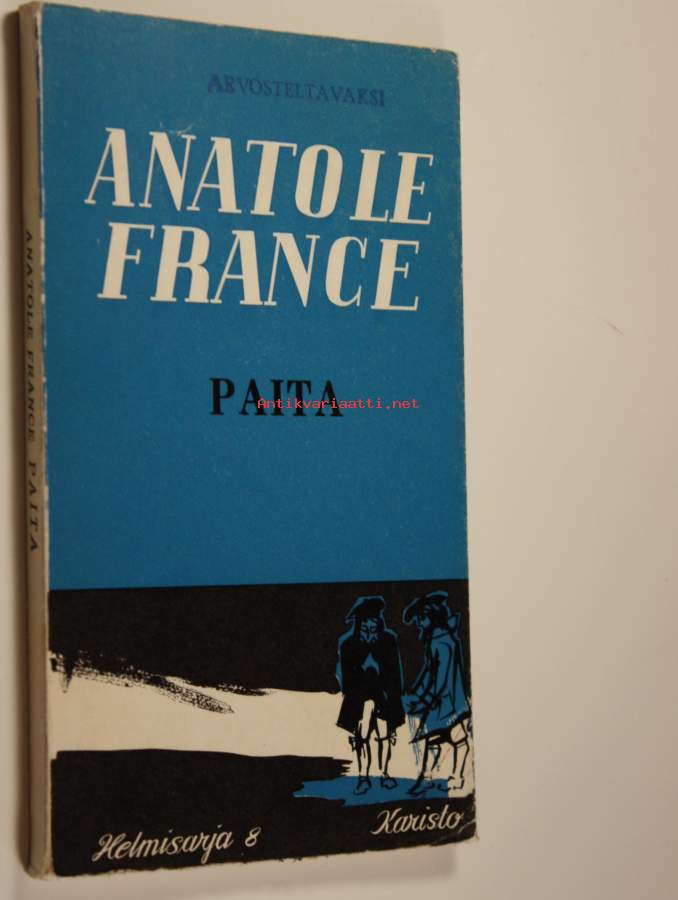 ARVOSTELTAVAKSI
ANATOLE
FRANCE
PAITA
Antikvariaatti.net
Helmisarja 8
Karisto
ANATOLE FRANCE PAITA